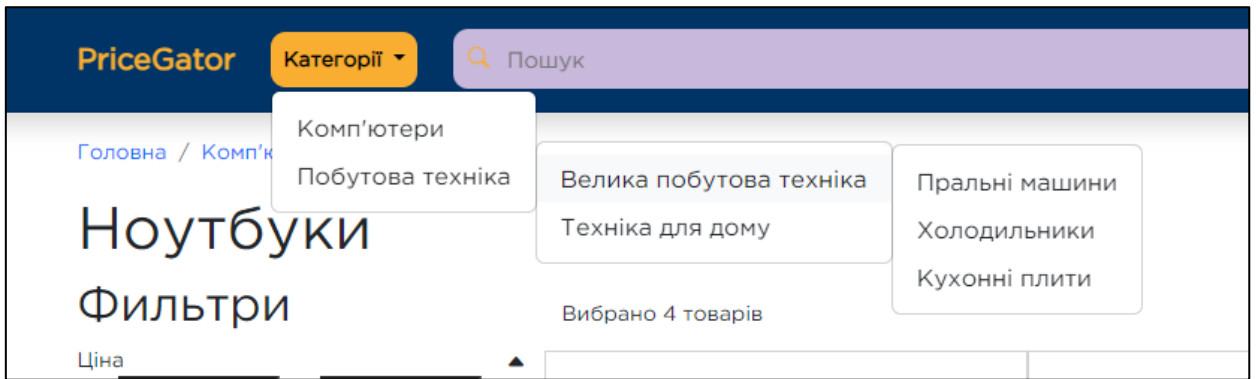 PriceGator Категорії Пошук
Комп'ютери
Головна / Комп'ю
Побутова техніка
Велика побутова техніка
Пральні машини
Ноутбуки
Техніка для дому
Холодильники
Кухонні плити
Фильтри
Вибрано 4 товарів
Ціна